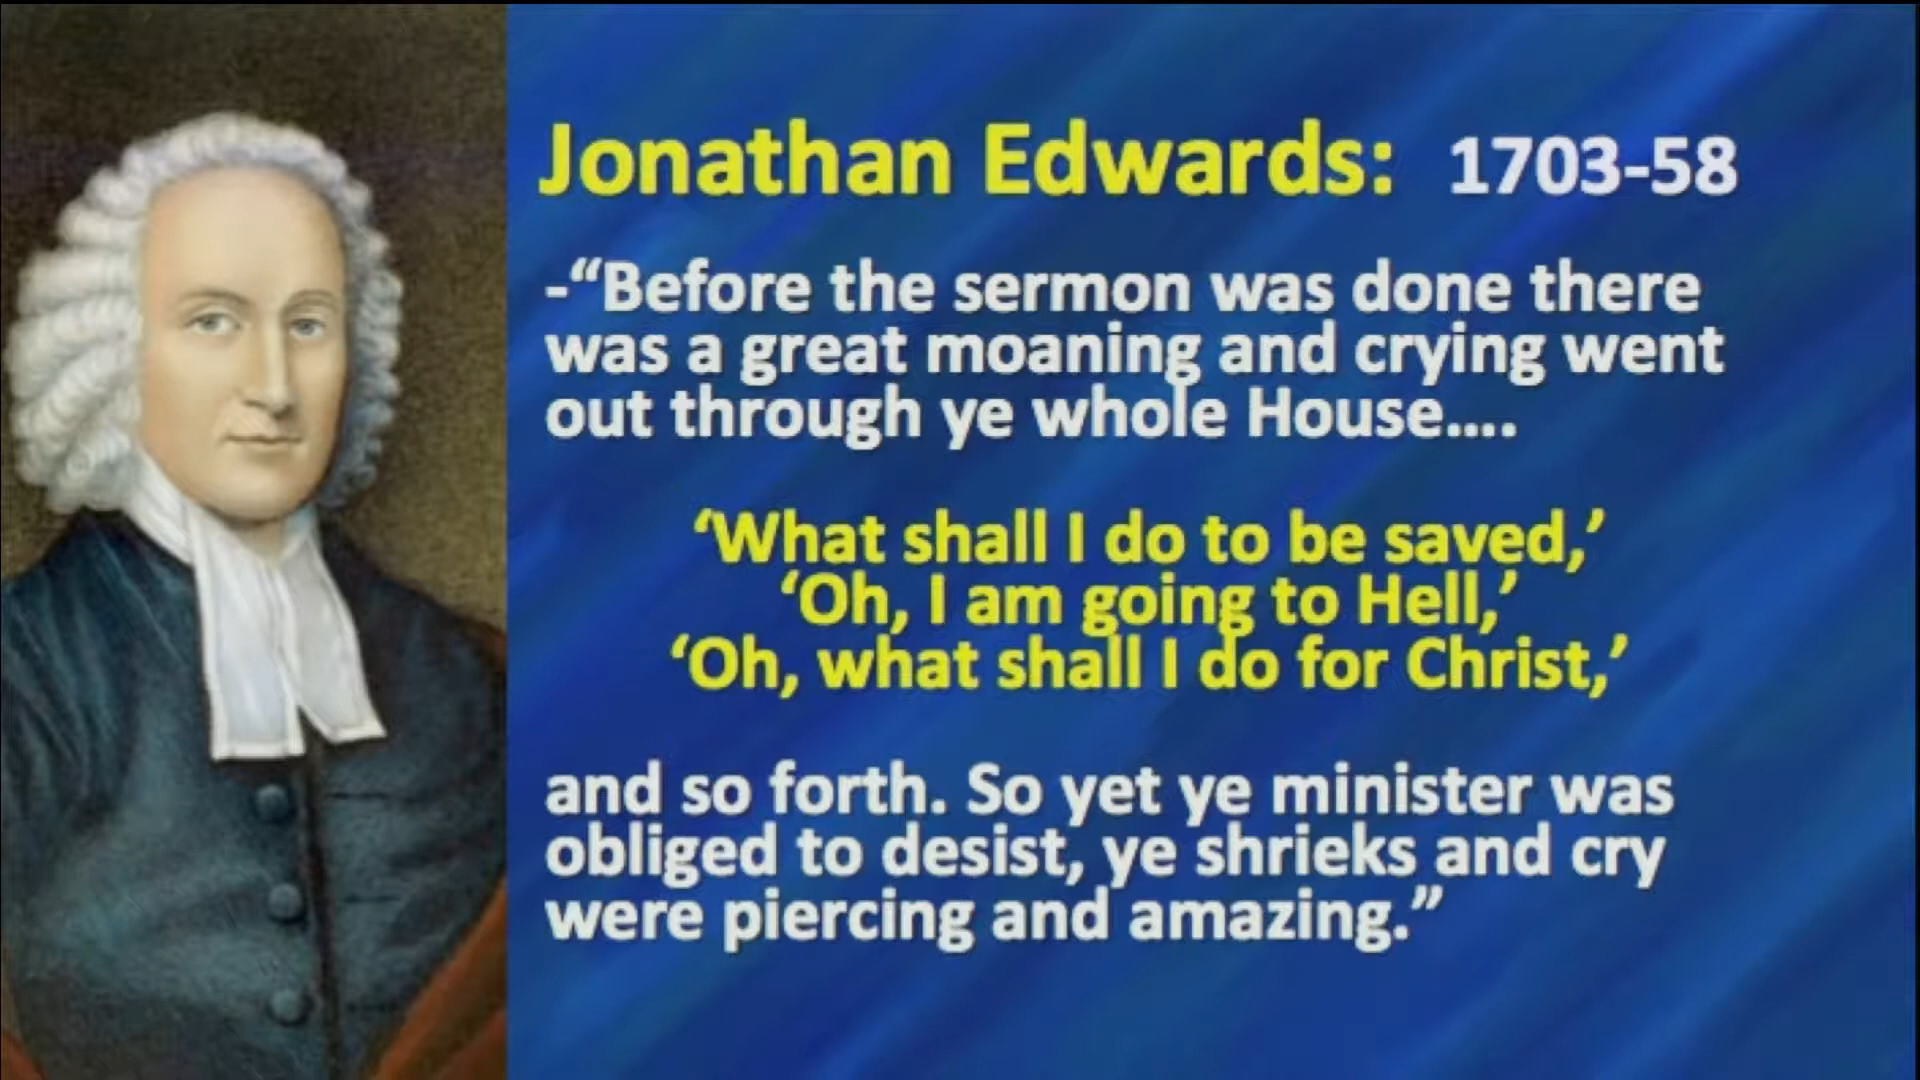 Jonathan Edwards: 1703-58
-“Before the sermon was done there
was a great moaning and crying went
out through ye whole House....
‘What shall I do to be saved,’
‘Oh, I am going to Hell,’
‘Oh, what shall I do for Christ,’
and so forth. So yet ye minister was
obliged to desist, ye shrieks and cry
were piercing and amazing.”